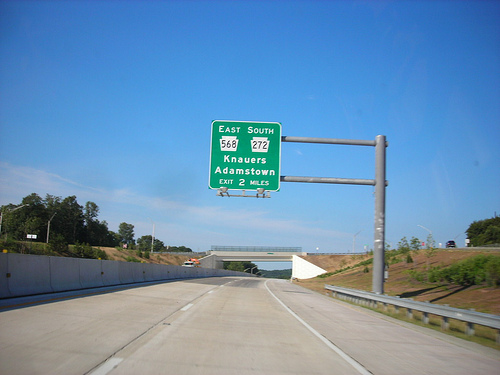 EAST SOUTH
568 272
Knauers
Adamstown
EXIT 2 MILES